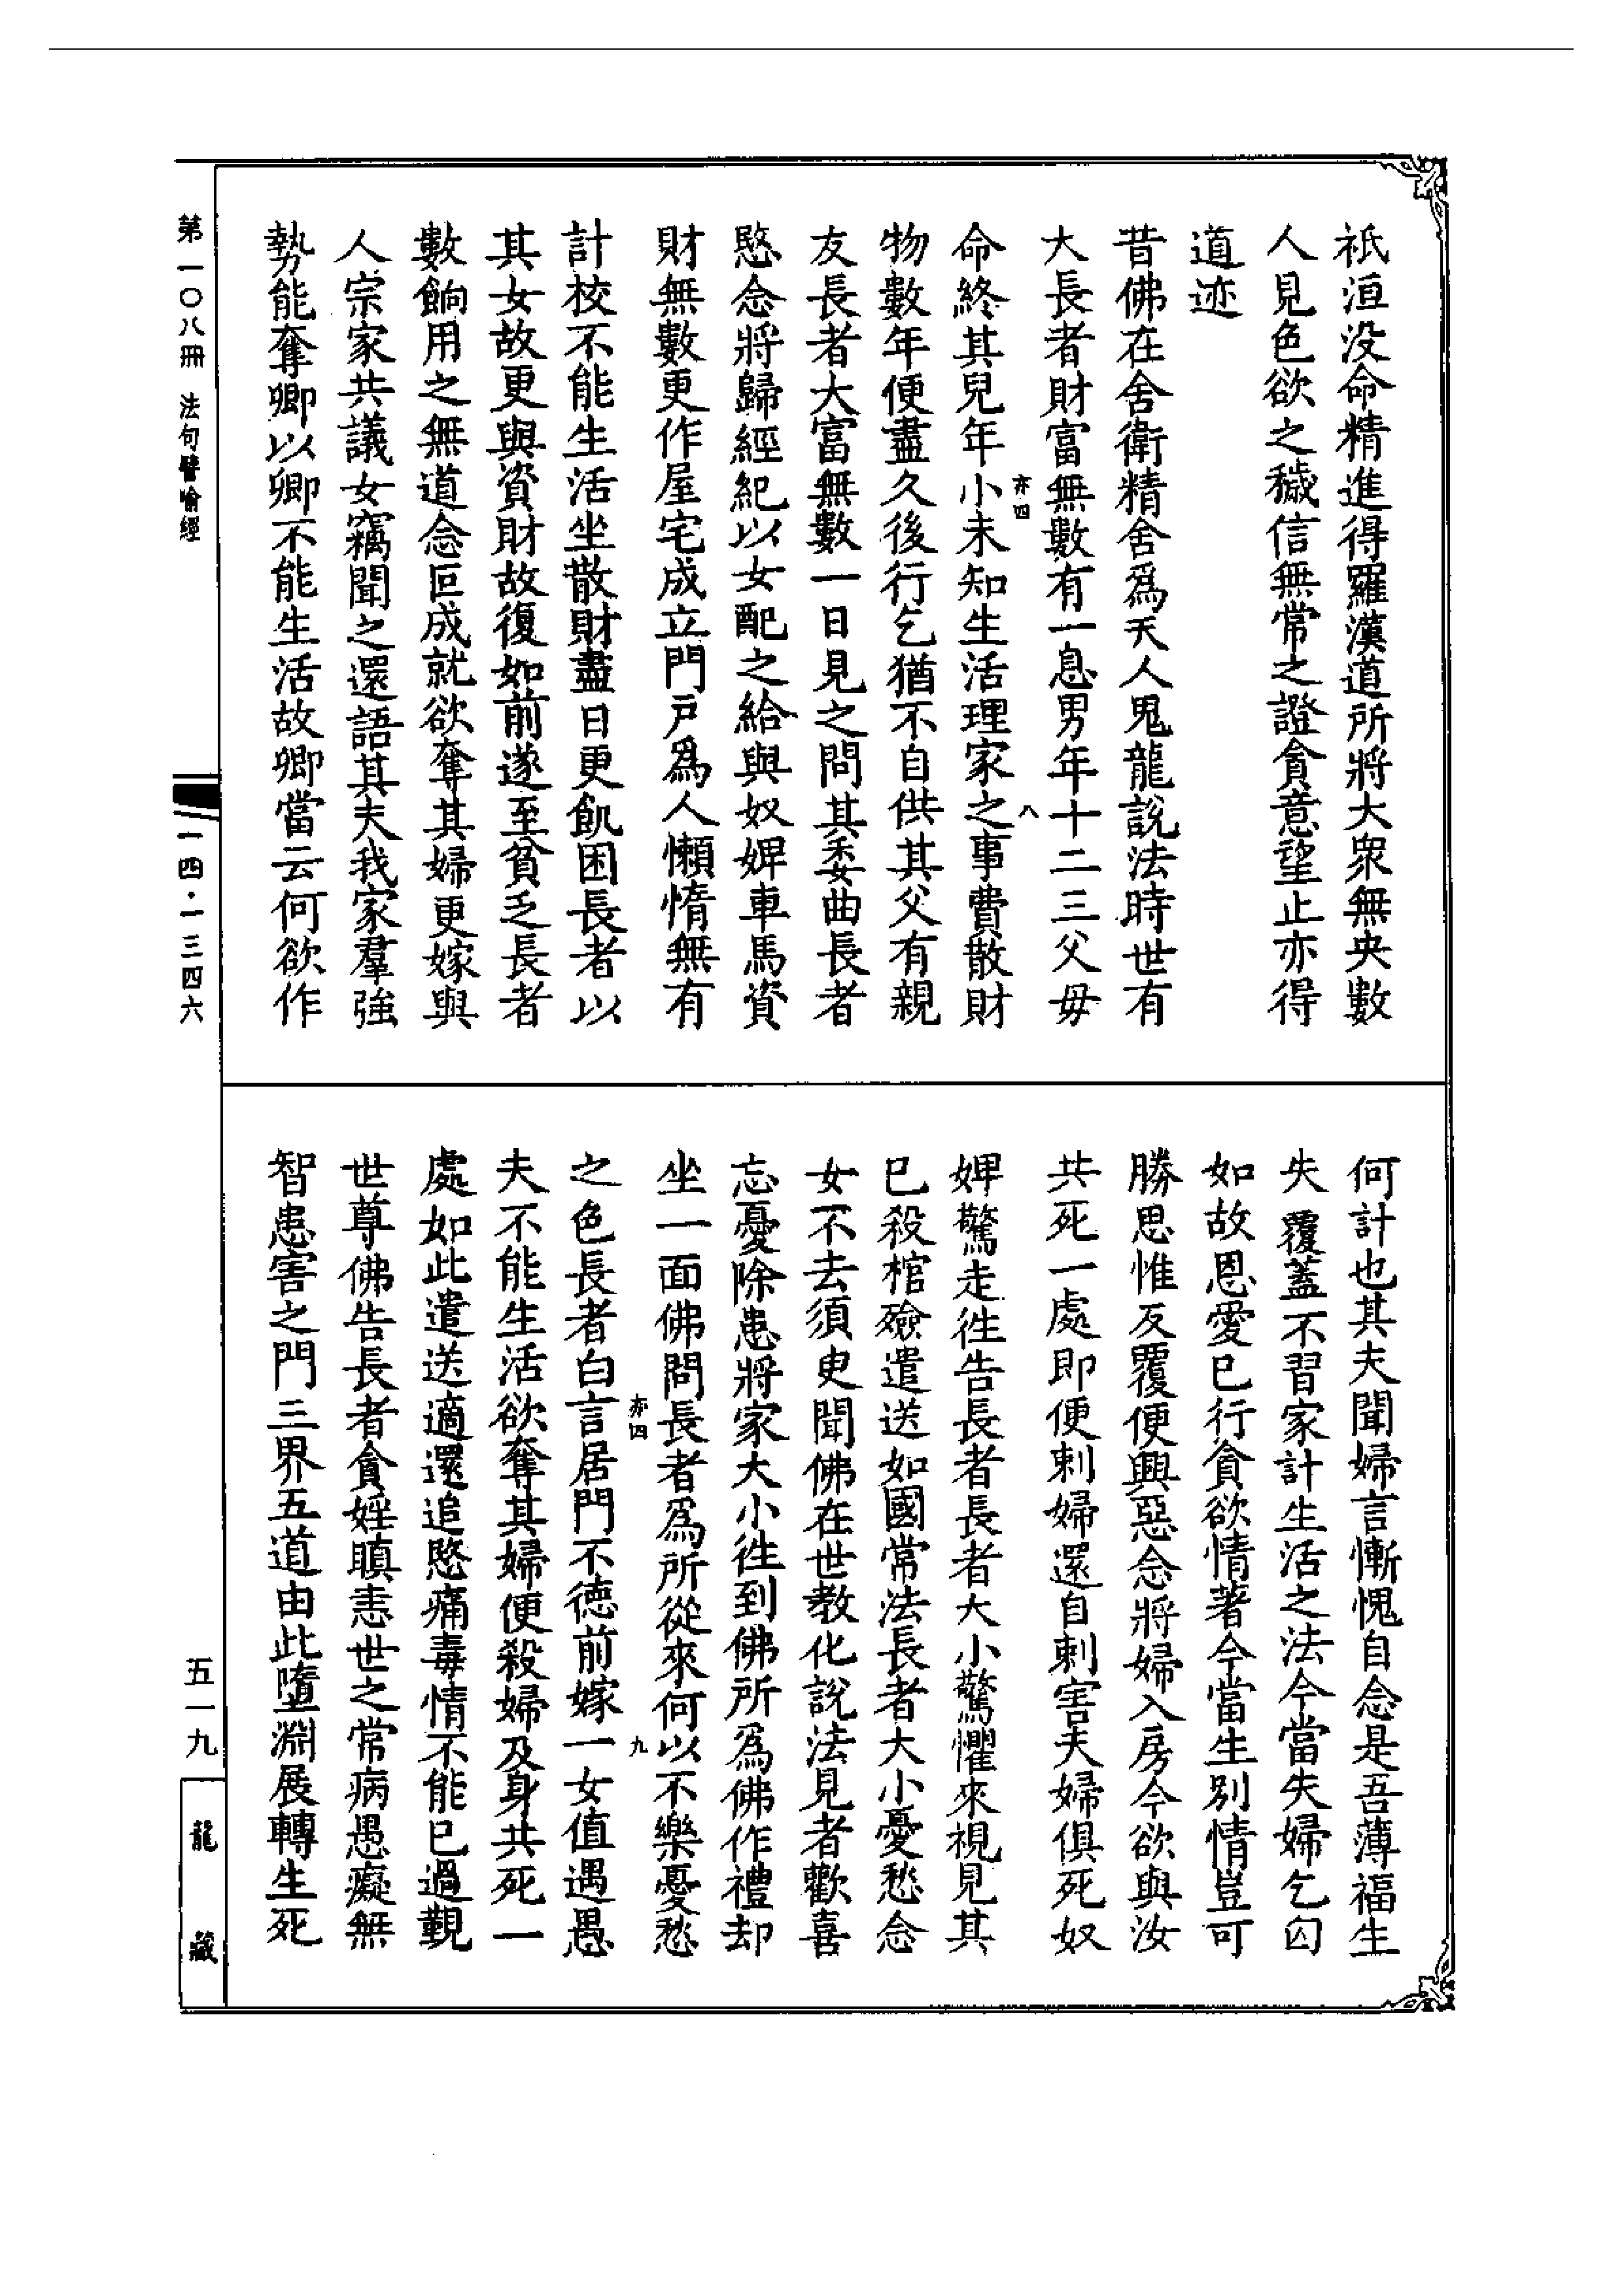 祇洹没命精進得羅漢道所將大衆無央數
人見色欲之穢信無常之證貪意望止亦得
道迹
昔佛在舍衛精舍爲天人鬼龍說法時世有
大長者財富無數有一息男年十二三父母
亦四
八
命終其兒年小未知生活理家之事費散財
物數年便盡久後行乞猶不自供其父有親
友長者大富無數一日見之問其委曲長者
愍念將歸經紀以女配之給與奴婢車馬資
財無數更作屋宅成立門戶爲人懶惰無有
計校不能生活坐散財盡日更飢困長者以
其女故更與資財故復如前遂至貧乏長者
數餉用之無道念叵成就欲奪其婦更嫁與
人宗家共議女竊聞之還語其夫我家羣強
勢能奪卿以卿不能生活故卿當云何欲作
何計也其夫聞婦言慚愧自念是吾薄福生
失覆蓋不習家計生活之法今當失婦乞匃
如故恩愛已行貪欲情著今當生別情豈可
勝思惟反覆便興惡念將婦入房今欲與汝
共死一處即便刺婦還自刺害夫婦俱死奴
婢驚走徃告長者長者大小驚懼來視見其
已殺棺殮遣送如國常法長者大小憂愁念
女不去須臾聞佛在世教化說法見者歡喜
忘憂除患將家大小徃到佛所爲佛作禮却
坐一面佛問長者爲所從來何以不樂憂愁
亦四
九
之色長者白言居門不德前嫁一女值遇愚
夫不能生活欲奪其婦便殺婦及身共死一
處如此遣送適還追愍痛毒情不能已過覲
世尊佛告長者貪婬瞋恚世之常病愚癡無
智患害之門三界五道由此墮淵展轉生死
第一〇八冊 法句譬喻經
一四·一三四六
五一九
龍藏